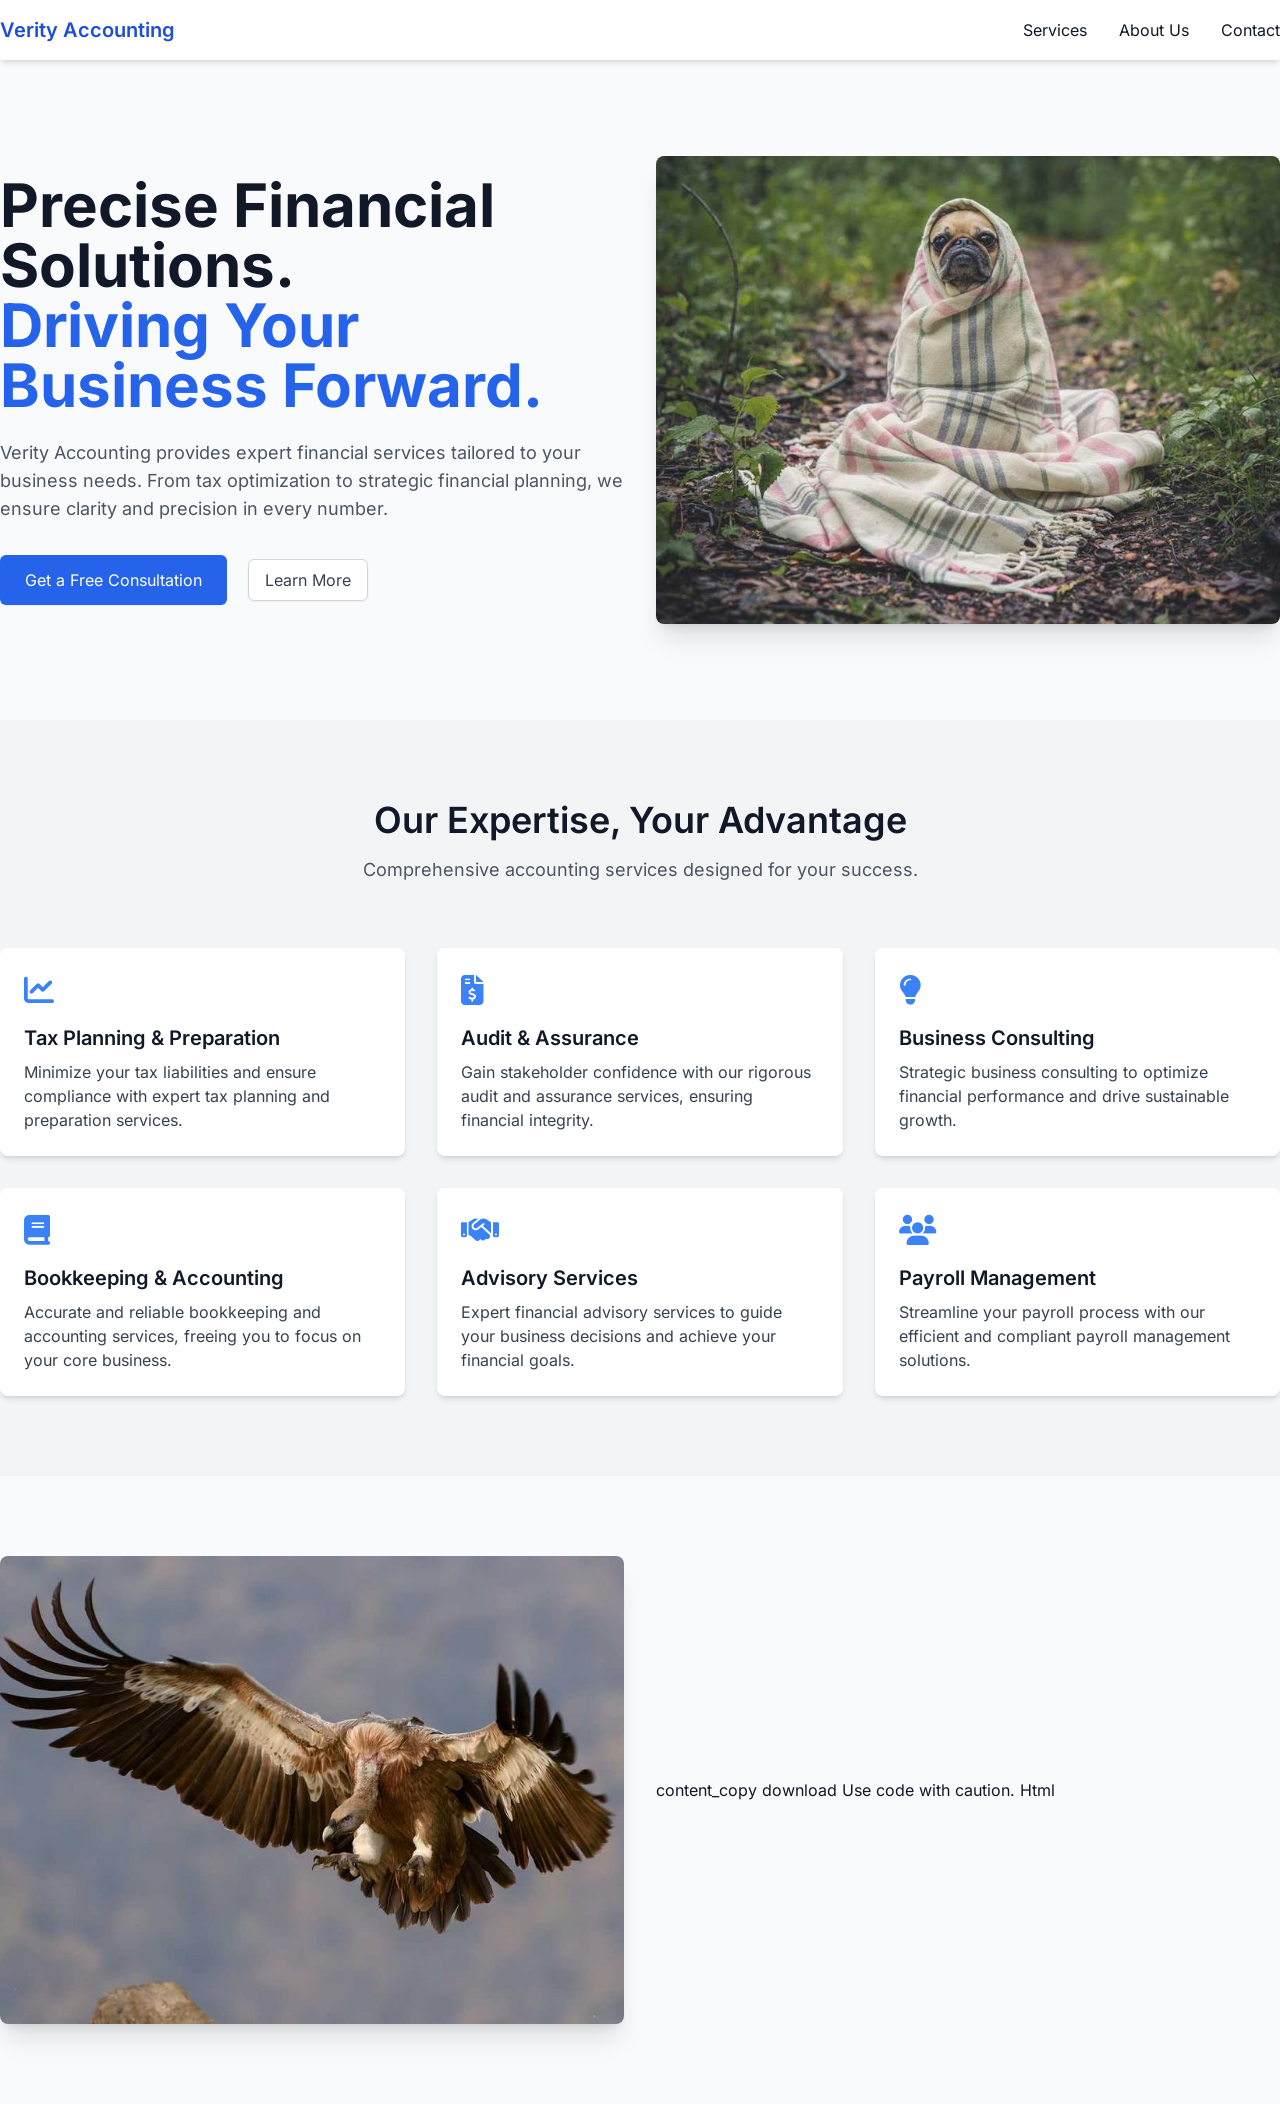 Verity Accounting
Services
About Us
Contact
Precise Financial
Solutions.
Driving Your
Business Forward.
Verity Accounting provides expert financial services tailored to your
business needs. From tax optimization to strategic financial planning, we
ensure clarity and precision in every number.
Get a Free Consultation
Learn More
Our Expertise, Your Advantage
Comprehensive accounting services designed for your success.
Tax Planning & Preparation
Minimize your tax liabilities and ensure
compliance with expert tax planning and
preparation services.
Audit & Assurance
Gain stakeholder confidence with our rigorous
audit and assurance services, ensuring
financial integrity.
Business Consulting
Strategic business consulting to optimize
financial performance and drive sustainable
growth.
Bookkeeping & Accounting
Accurate and reliable bookkeeping and
accounting services, freeing you to focus on
your core business.
Advisory Services
Expert financial advisory services to guide
your business decisions and achieve your
financial goals.
Payroll Management
Streamline your payroll process with our
efficient and compliant payroll management
solutions.
content_copy download Use code with caution. Html